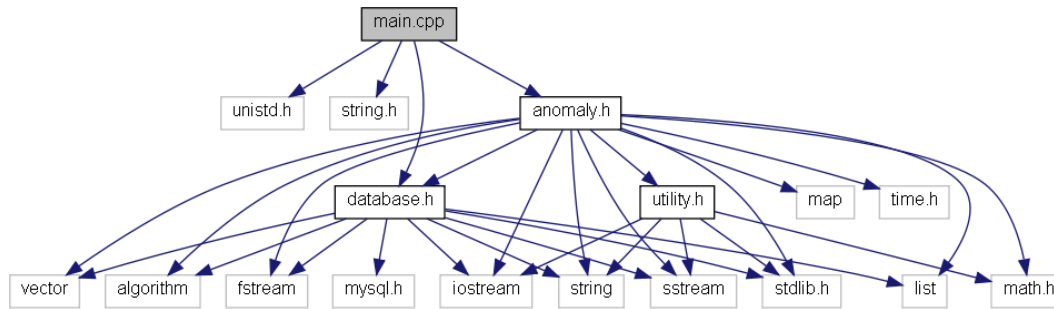 main.cpp
unistd.h
string.h
anomaly.h
database.h
utility.h
map
time.h
vector
algorithm
fstream
mysql.h
iostream
string
sstream
stdlib.h
list
math.h